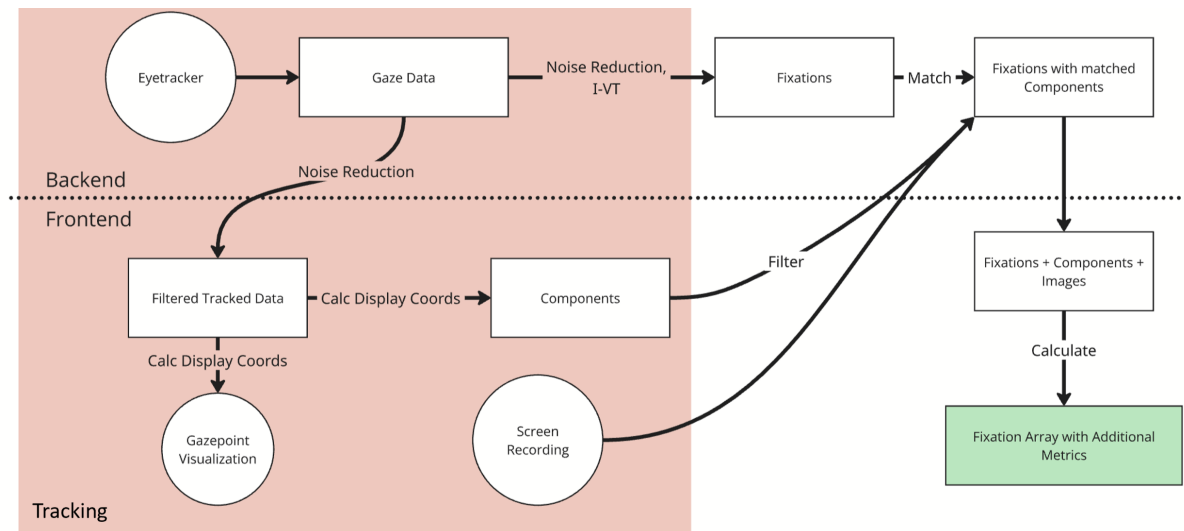 Eyetracker
Gaze Data
Noise Reduction,
I-VT
Fixations
Match
Fixations with matched
Components
Noise Reduction
Backend
Frontend
Filtered Tracked Data
Calc Display Coords
Components
Filter
Fixations + Components +
Images
Calc Display Coords
Calculate
Gazepoint
Visualization
Screen
Recording
Fixation Array with Additional
Metrics
Tracking